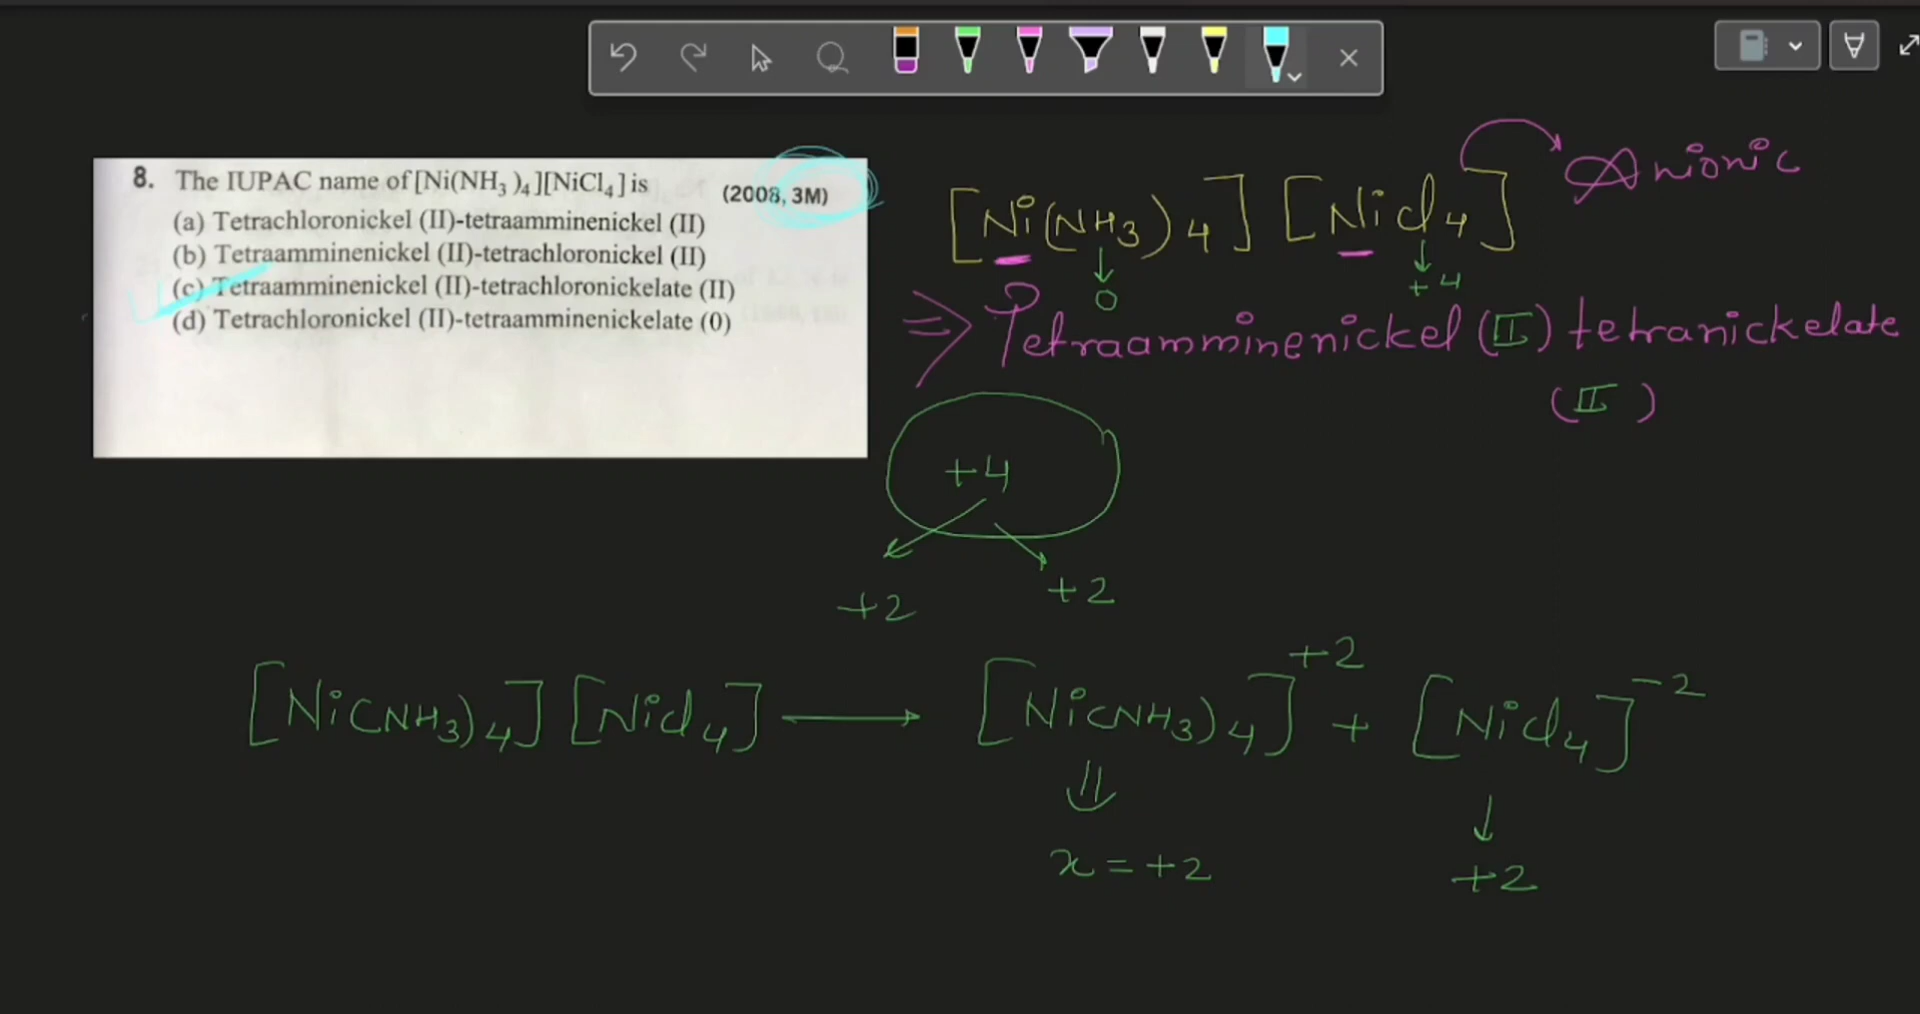 8. The IUPAC name of [Ni(NH₃)₄][NiCl₄] is (2008, 3M)
(a) Tetrachloronickel (II)-tetraamminenickel (II)
(b) Tetraamminenickel (II)-tetrachloronickel (II)
(c) Tetraamminenickel (II)-tetrachloronickelate (II)
(d) Tetrachloronickel (II)-tetraamminenickelate (0)
[Ni(NH₃)₄] [NiCl₄] Anionic
0 +4
⇒ Tetraamminenickel (II) tetranickelate
(II)
+4
+2 +2
[Ni(NH₃)₄] [NiCl₄] → [Ni(NH₃)₄]⁺² + [NiCl₄]⁻²
x = +2 +2